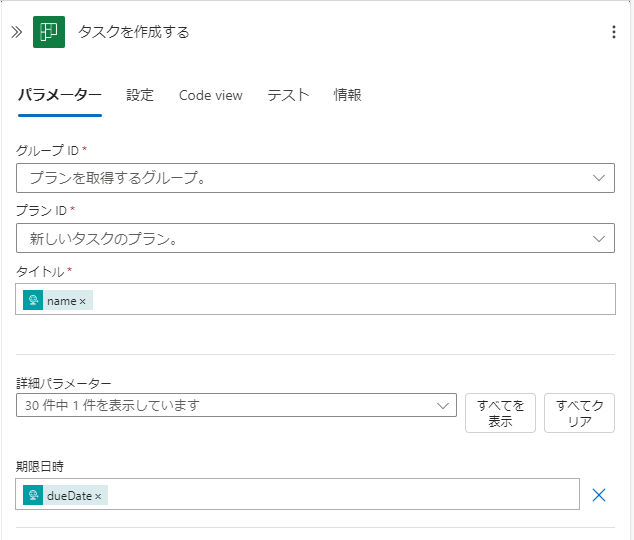 タスクを作成する
パラメーター 設定 Code view テスト 情報
グループ ID *
プランを取得するグループ。
プラン ID *
新しいタスクのプラン。
タイトル *
name ×
詳細パラメーター
30 件中 1 件を表示しています
すべてを
表示
すべてク
リア
期限日時
dueDate ×